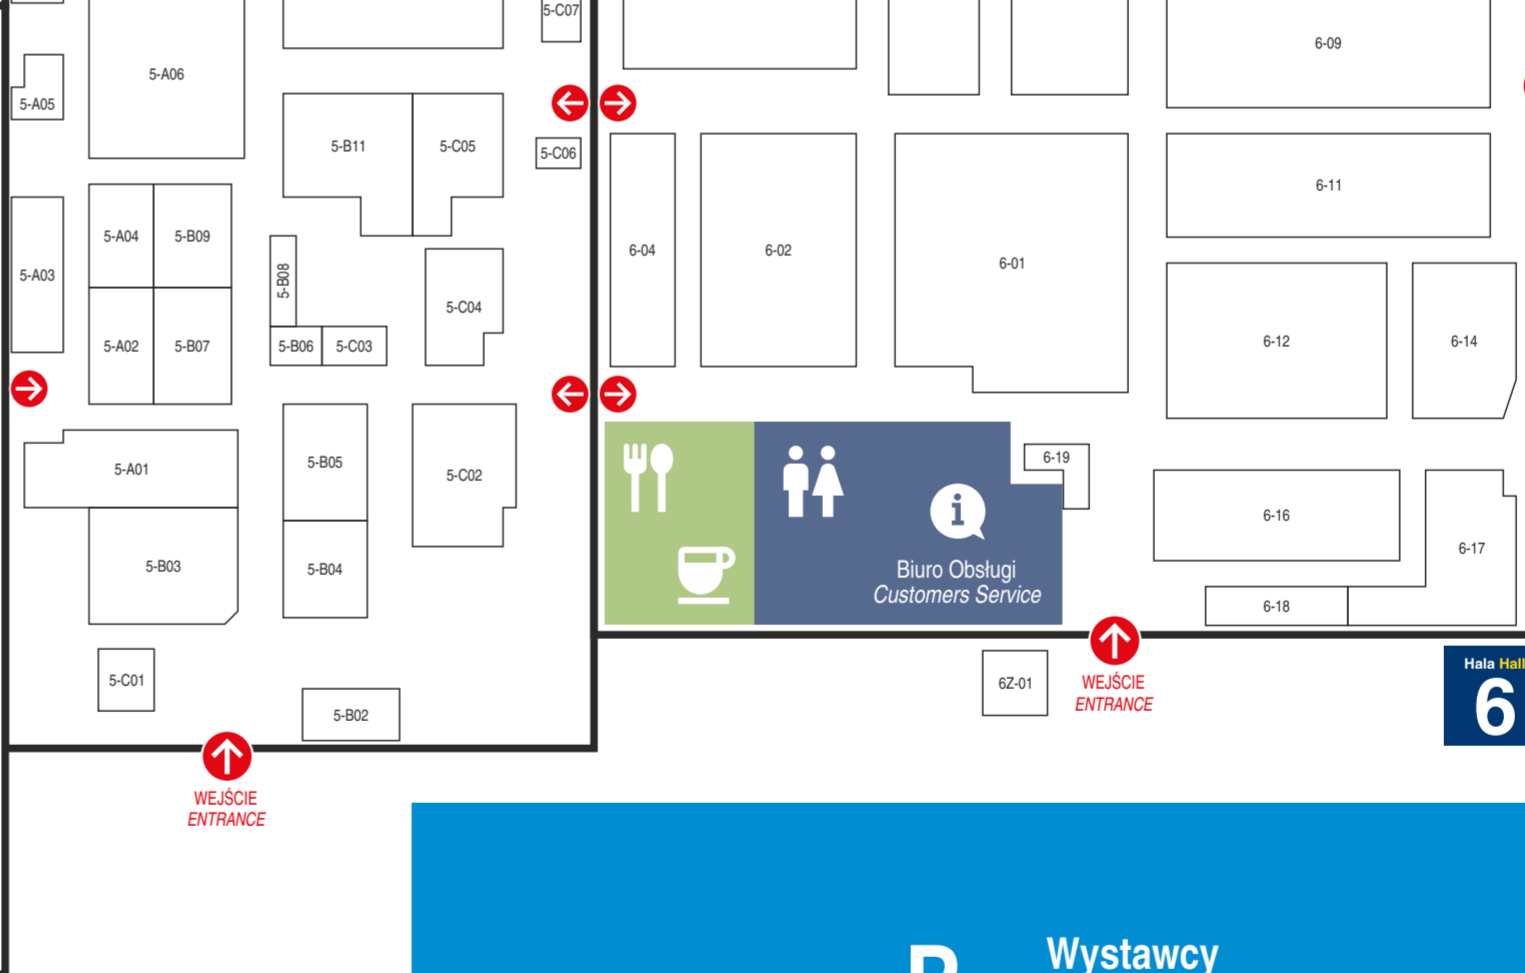 5-C07
5-A06
6-09
5-A05
5-B11
5-C05
5-C06
6-11
5-A04
5-B09
6-04
6-02
6-01
5-A03
5-B08
5-C04
5-A02
5-B07
5-B06
5-C03
6-12
6-14
5-A01
5-B05
5-C02
6-19
6-16
6-17
5-B03
5-B04
Biuro Obsługi
Customers Service
6-18
5-C01
5-B02
6Z-01
WEJŚCIE
ENTRANCE
Hala Hall
6
WEJŚCIE
ENTRANCE
Wystawcy